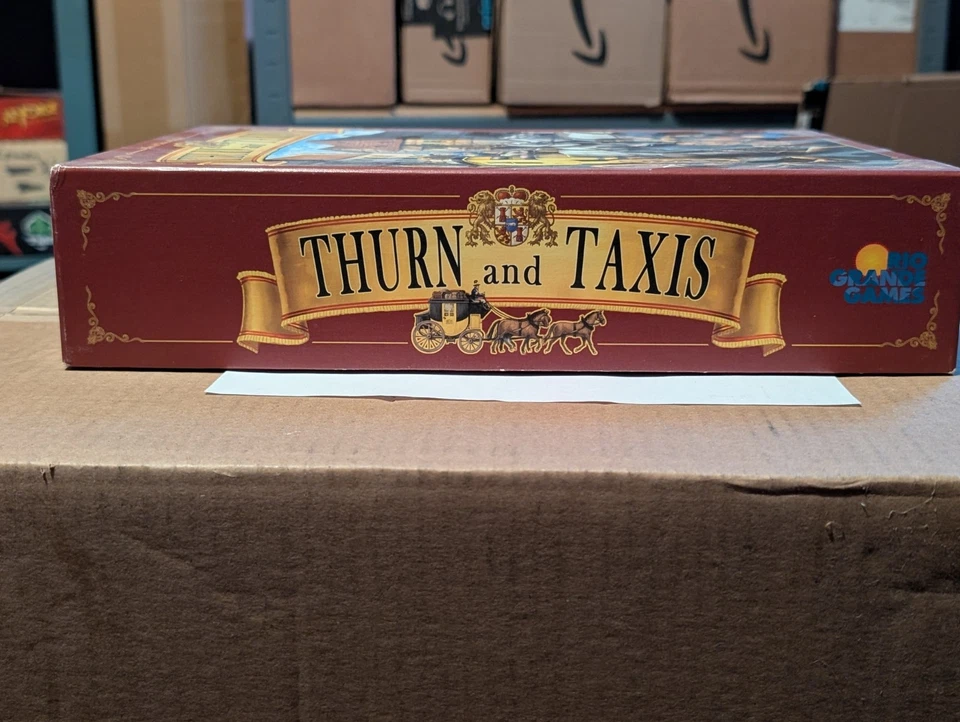 THURN and TAXIS
RIO
GRANDE
GAMES